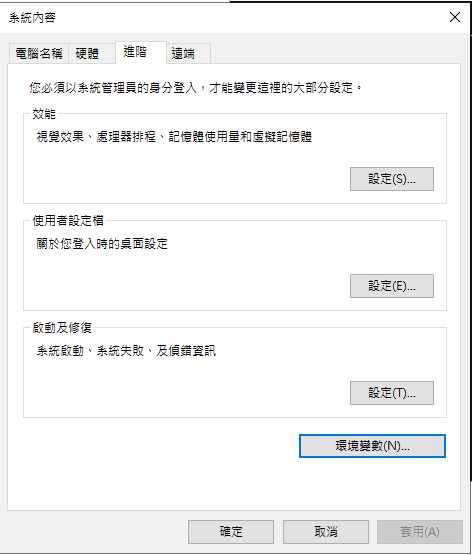 系統內容
電腦名稱 硬體 進階 遠端
您必須以系統管理員的身分登入，才能變更這裡的大部分設定。
效能
視覺效果、處理器排程、記憶體使用量和虛擬記憶體
設定(S)...
使用者設定檔
關於您登入時的桌面設定
設定(E)...
啟動及修復
系統啟動、系統失敗、及偵錯資訊
設定(T)...
環境變數(N)...
確定 取消 套用(A)